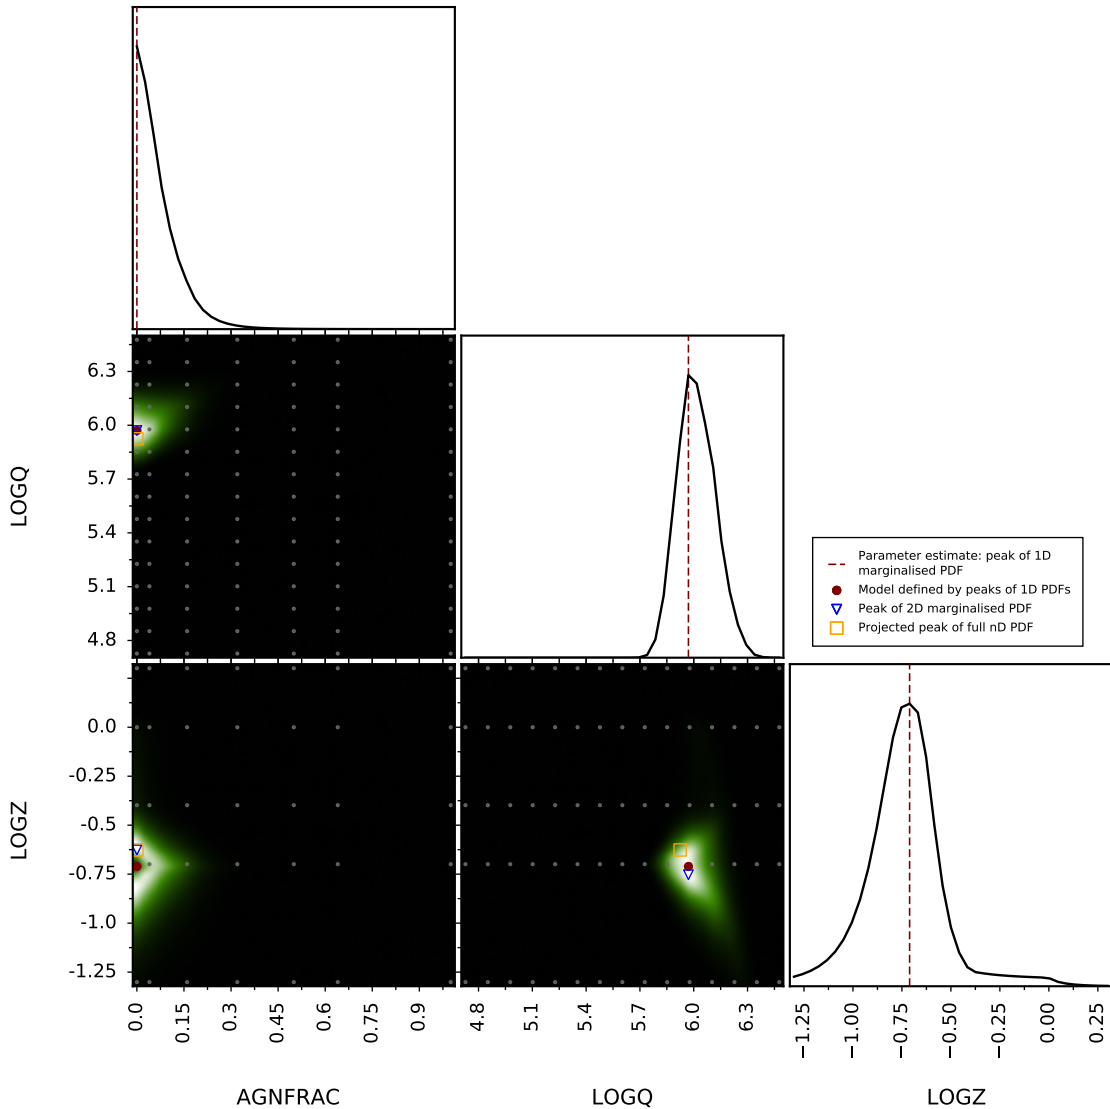 6.3
6.0
5.7
5.4
5.1
4.8
LOGQ
Parameter estimate: peak of 1D
marginalised PDF
Model defined by peaks of 1D PDFs
Peak of 2D marginalised PDF
Projected peak of full nD PDF
0.0
-0.25
-0.5
-0.75
-1.0
-1.25
LOGZ
0.0 0.15 0.3 0.45 0.6 0.75 0.9
4.8 5.1 5.4 5.7 6.0 6.3
−1.25 −1.00 −0.75 −0.50 −0.25 0.00 0.25
AGNFRAC LOGQ LOGZ